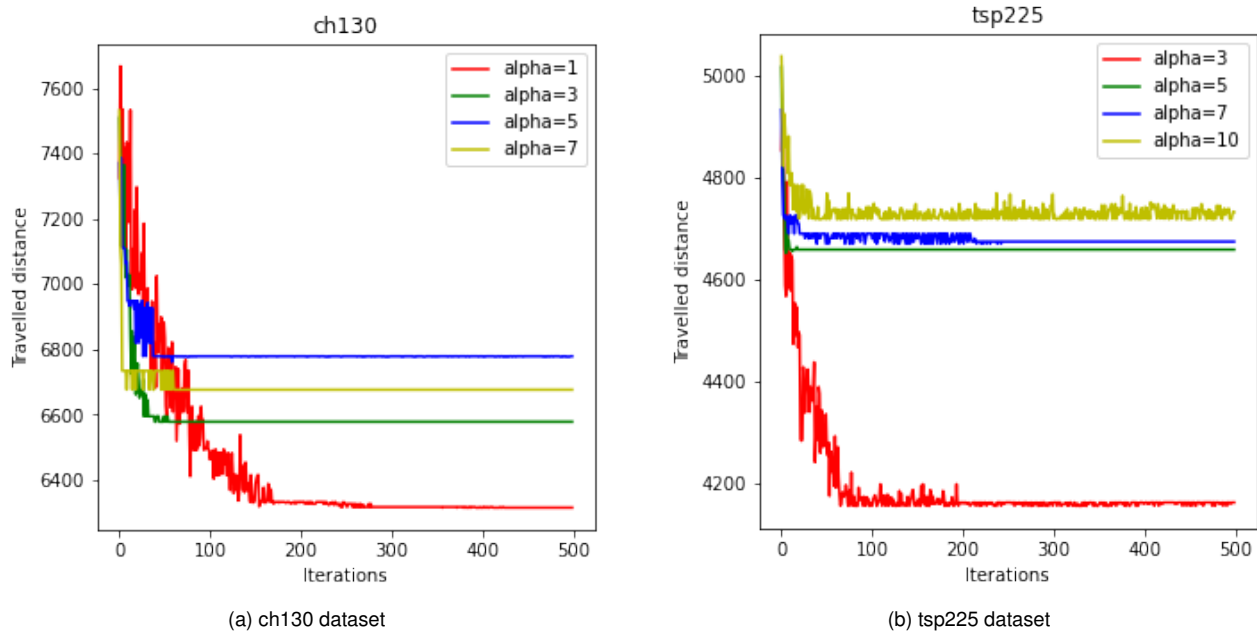 ch130
Travelled distance
7600
7400
7200
7000
6800
6600
6400
alpha=1
alpha=3
alpha=5
alpha=7
0 100 200 300 400 500
Iterations
(a) ch130 dataset
tsp225
Travelled distance
5000
4800
4600
4400
4200
alpha=3
alpha=5
alpha=7
alpha=10
0 100 200 300 400 500
Iterations
(b) tsp225 dataset